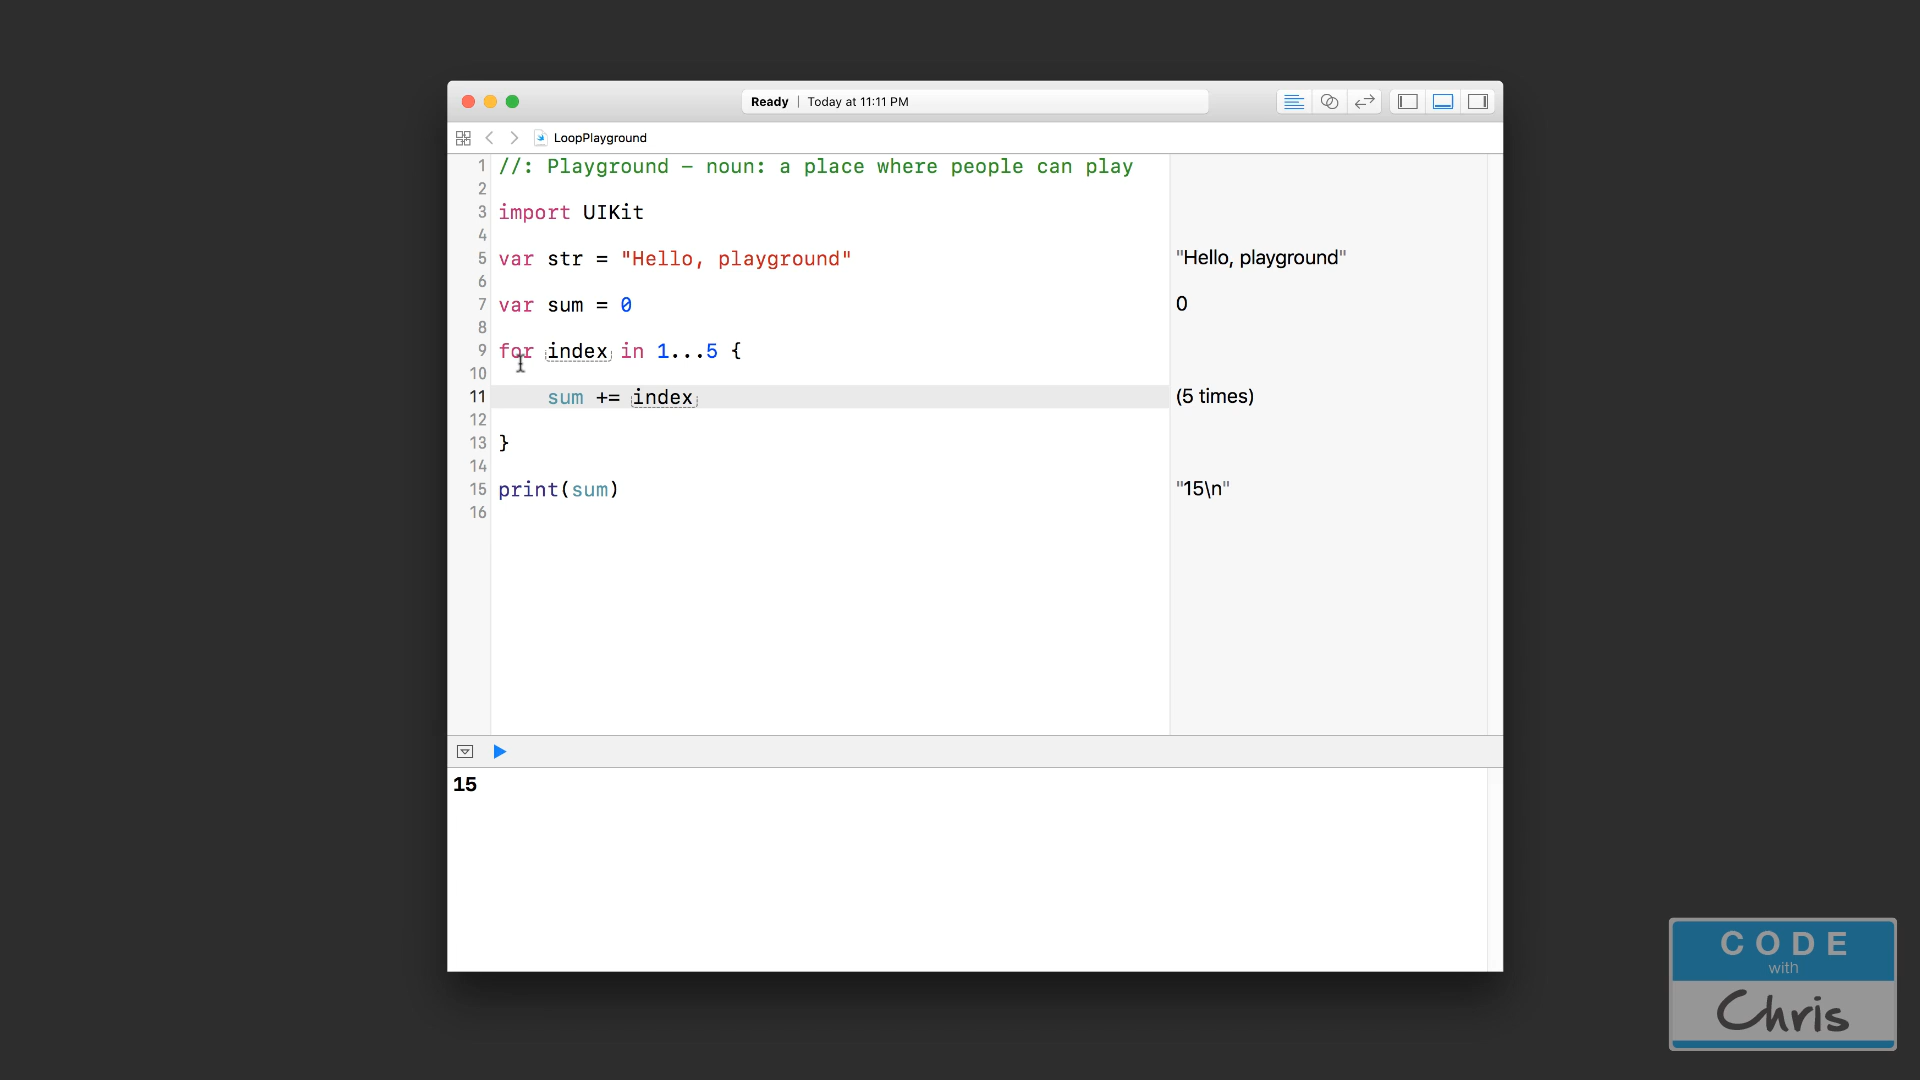 Ready | Today at 11:11 PM
LoopPlayground
1 //: Playground - noun: a place where people can play
2
3 import UIKit
4
5 var str = "Hello, playground" "Hello, playground"
6
7 var sum = 0 0
8
9 for index in 1...5 {
10
11 sum += index (5 times)
12
13 }
14
15 print(sum) "15\n"
16
15
CODE
with
Chris